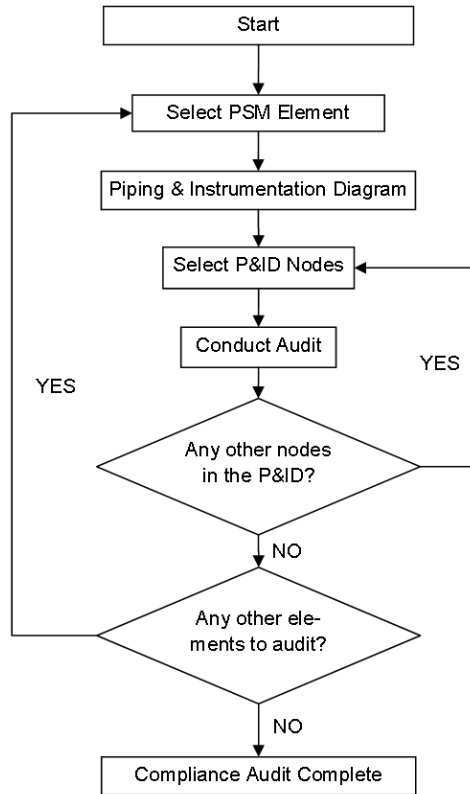 Start
Select PSM Element
Piping & Instrumentation Diagram
Select P&ID Nodes
Conduct Audit
YES
YES
Any other nodes
in the P&ID?
NO
Any other ele-
ments to audit?
NO
Compliance Audit Complete